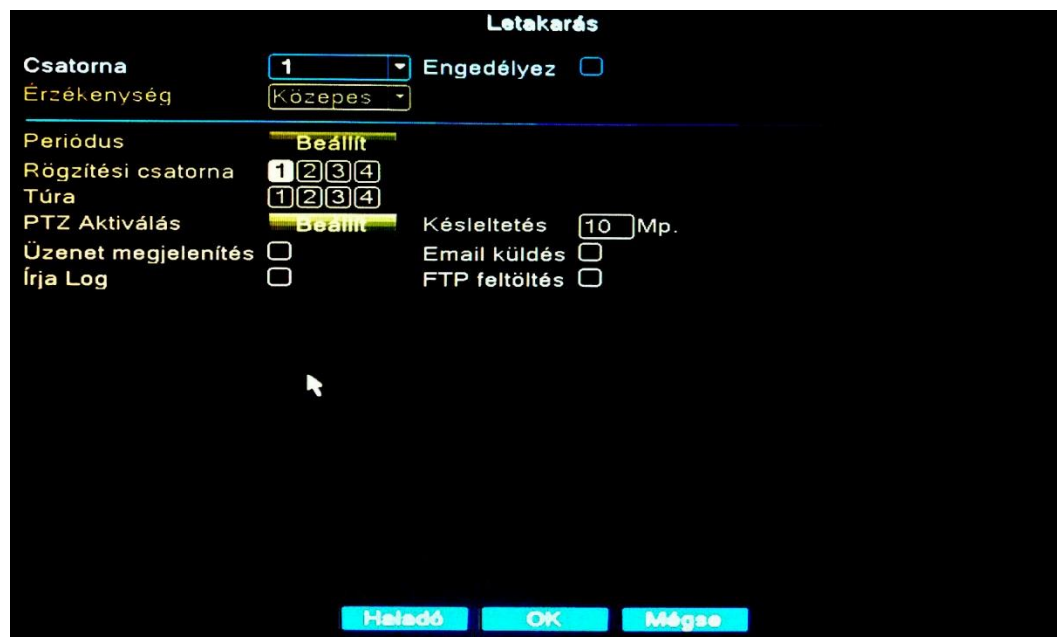 Letakarás
Csatorna 1 Engedélyez
Érzékenység Közepes
Periódus Beállít
Rögzítési csatorna 1 2 3 4
Túra 1 2 3 4
PTZ Aktiválás Beállít Késleltetés 10 Mp.
Üzenet megjelenítés Email küldés
Írja Log FTP feltöltés
Haladó OK Mégse